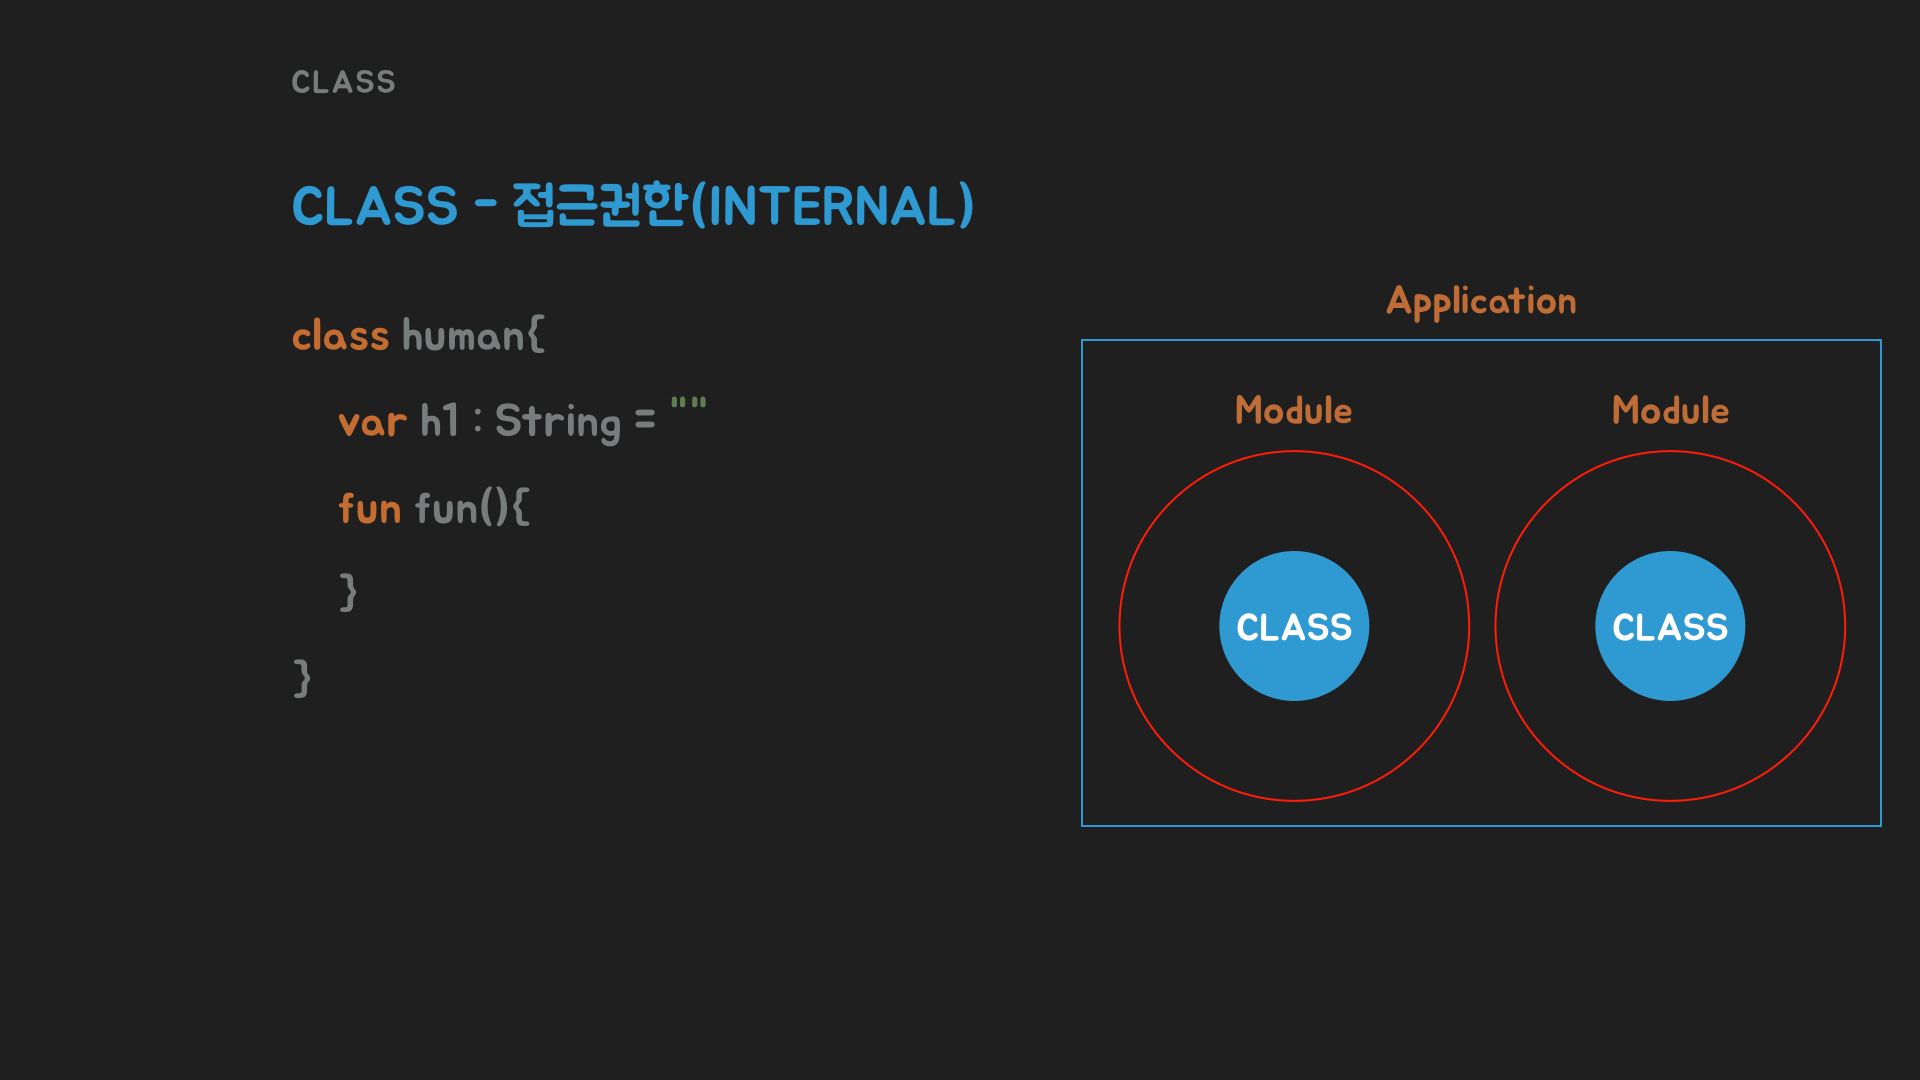 CLASS
CLASS - 접근권한(INTERNAL)
class human{
var h1 : String = ""
fun fun(){
}
}
Application
Module Module
CLASS CLASS